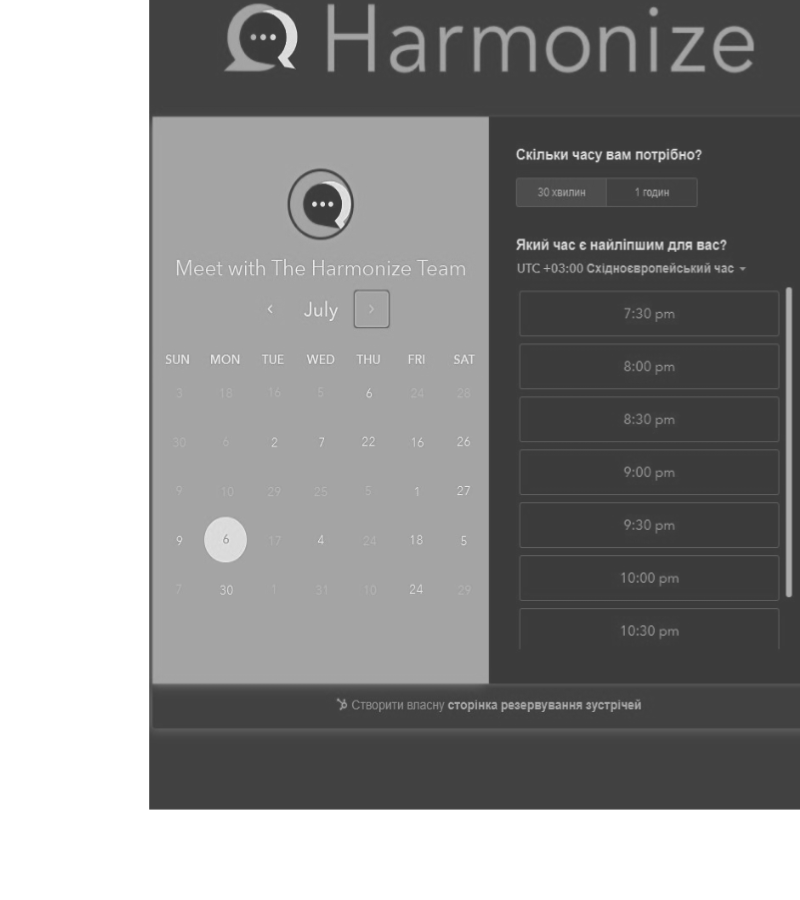 Harmonize
Meet with The Harmonize Team
July
SUN MON TUE WED THU FRI SAT
3 18 16 5 6 24 28
30 6 2 7 22 16 26
9 10 29 25 5 1 27
9 6 17 4 24 18 5
7 30 1 31 10 24 29
Скільки часу вам потрібно?
30 хвилин 1 годин
Який час є найліпшим для вас?
UTC +03:00 Східноєвропейський час
7:30 pm
8:00 pm
8:30 pm
9:00 pm
9:30 pm
10:00 pm
10:30 pm
Створити власну сторінка резервування зустрічей